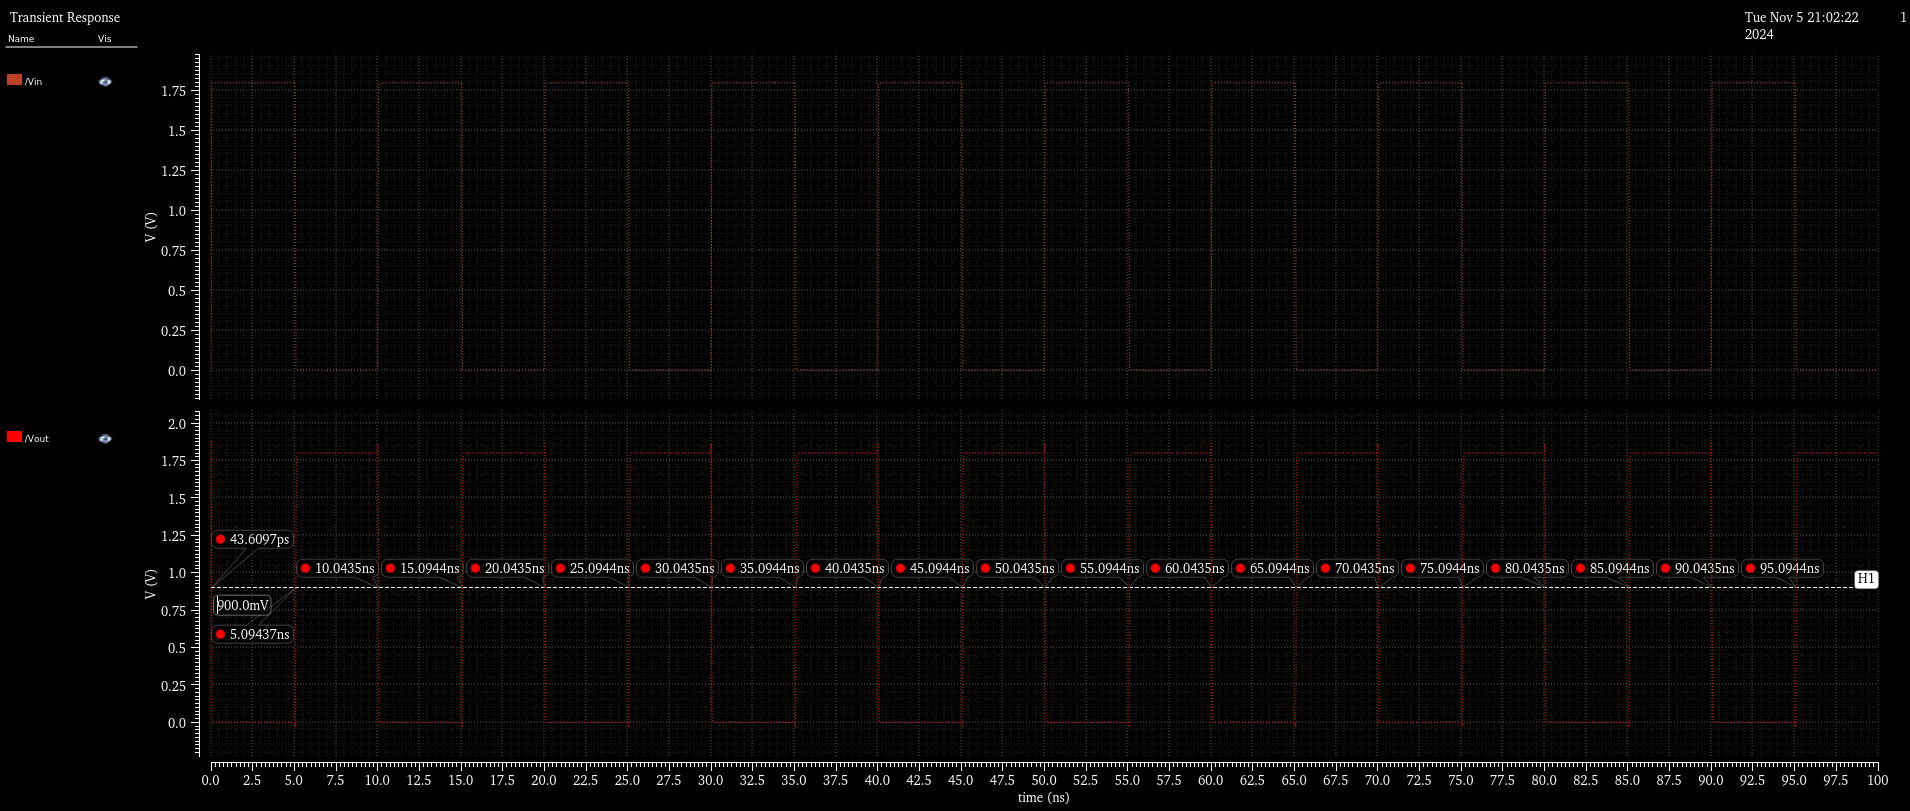 Transient Response
Tue Nov 5 21:02:22 1
2024
Name Vis
/Vin
1.75
1.5
1.25
1.0
0.75
0.5
0.25
0.0
V (V)
/Vout
2.0
1.75
1.5
1.25
1.0
0.75
0.5
0.25
0.0
V (V)
43.6097ps
10.0435ns 15.0944ns 20.0435ns 25.0944ns 30.0435ns 35.0944ns 40.0435ns 45.0944ns 50.0435ns 55.0944ns 60.0435ns 65.0944ns 70.0435ns 75.0944ns 80.0435ns 85.0944ns 90.0435ns 95.0944ns
H1
900.0mV
5.09437ns
0.0 2.5 5.0 7.5 10.0 12.5 15.0 17.5 20.0 22.5 25.0 27.5 30.0 32.5 35.0 37.5 40.0 42.5 45.0 47.5 50.0 52.5 55.0 57.5 60.0 62.5 65.0 67.5 70.0 72.5 75.0 77.5 80.0 82.5 85.0 87.5 90.0 92.5 95.0 97.5 100
time (ns)